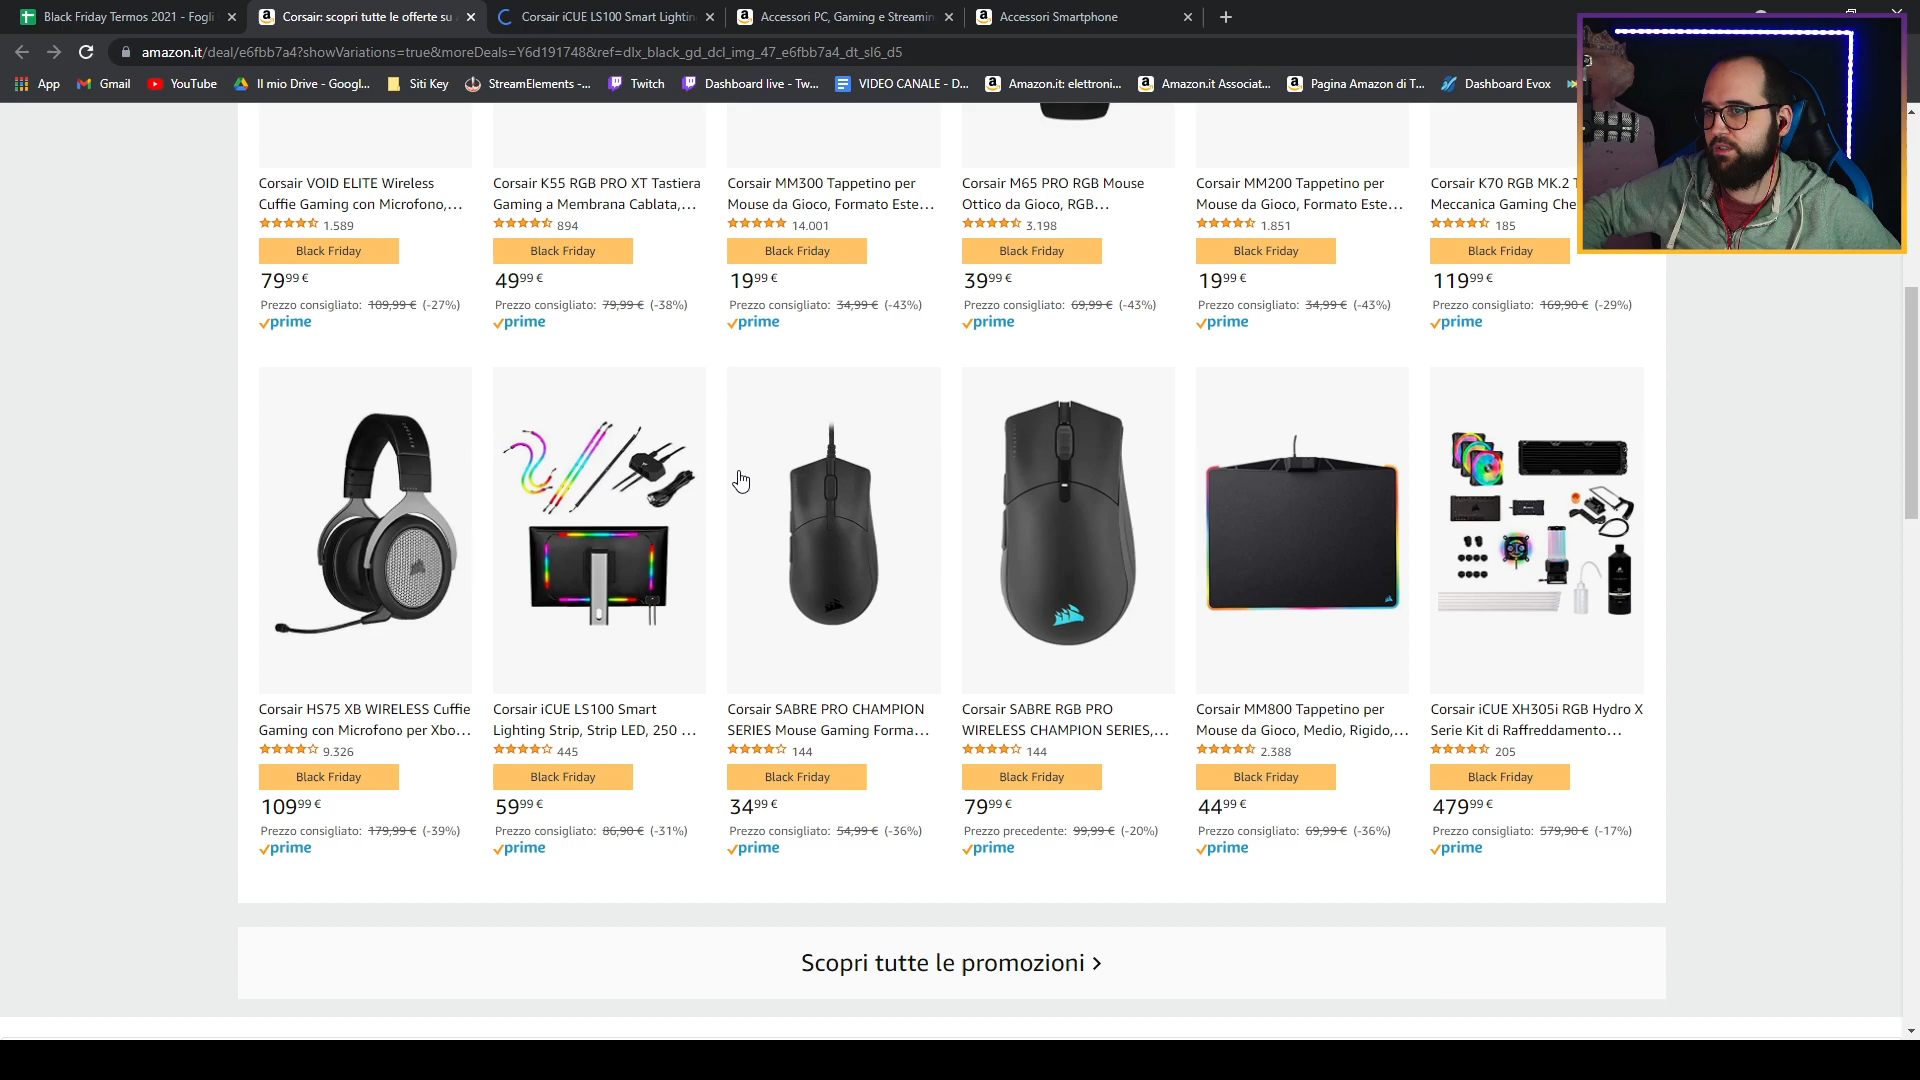 Black Friday Termos 2021 - Fogli
Corsair: scopri tutte le offerte su
Corsair iCUE LS100 Smart Lightin
Accessori PC, Gaming e Streamin
Accessori Smartphone
amazon.it/deal/e6fbb7a4?showVariations=true&moreDeals=Y6d191748&ref=dlx_black_gd_dcl_img_47_e6fbb7a4_dt_sl6_d5
App Gmail YouTube Il mio Drive - Googl... Siti Key StreamElements -... Twitch Dashboard live - Tw... VIDEO CANALE - D... Amazon.it: elettroni... Amazon.it Associat... Pagina Amazon di T... Dashboard Evox
Corsair VOID ELITE Wireless
Cuffie Gaming con Microfono,...
1.589
Black Friday
79,99 €
Prezzo consigliato: 109,99 € (-27%)
prime
Corsair K55 RGB PRO XT Tastiera
Gaming a Membrana Cablata,...
894
Black Friday
49,99 €
Prezzo consigliato: 79,99 € (-38%)
prime
Corsair MM300 Tappetino per
Mouse da Gioco, Formato Este...
14.001
Black Friday
19,99 €
Prezzo consigliato: 34,99 € (-43%)
prime
Corsair M65 PRO RGB Mouse
Ottico da Gioco, RGB...
3.198
Black Friday
39,99 €
Prezzo consigliato: 69,99 € (-43%)
prime
Corsair MM200 Tappetino per
Mouse da Gioco, Formato Este...
1.851
Black Friday
19,99 €
Prezzo consigliato: 34,99 € (-43%)
prime
Corsair K70 RGB MK.2 T
Meccanica Gaming Che
185
Black Friday
119,99 €
Prezzo consigliato: 169,90 € (-29%)
prime
Corsair HS75 XB WIRELESS Cuffie
Gaming con Microfono per Xbo...
9.326
Black Friday
109,99 €
Prezzo consigliato: 179,99 € (-39%)
prime
Corsair iCUE LS100 Smart
Lighting Strip, Strip LED, 250 ...
445
Black Friday
59,99 €
Prezzo consigliato: 86,90 € (-31%)
prime
Corsair SABRE PRO CHAMPION
SERIES Mouse Gaming Forma...
144
Black Friday
34,99 €
Prezzo consigliato: 54,99 € (-36%)
prime
Corsair SABRE RGB PRO
WIRELESS CHAMPION SERIES,...
144
Black Friday
79,99 €
Prezzo precedente: 99,99 € (-20%)
prime
Corsair MM800 Tappetino per
Mouse da Gioco, Medio, Rigido,...
2.388
Black Friday
44,99 €
Prezzo consigliato: 69,99 € (-36%)
prime
Corsair iCUE XH305i RGB Hydro X
Serie Kit di Raffreddamento...
205
Black Friday
479,99 €
Prezzo consigliato: 579,90 € (-17%)
prime
Scopri tutte le promozioni ›